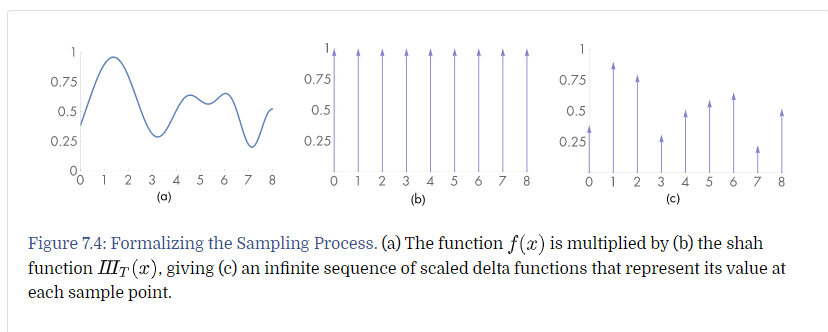 1
0.75
0.5
0.25
0
0 1 2 3 4 5 6 7 8
(a)
1
0.75
0.5
0.25
0 1 2 3 4 5 6 7 8
(b)
1
0.75
0.5
0.25
0 1 2 3 4 5 6 7 8
(c)
Figure 7.4: Formalizing the Sampling Process. (a) The function f(x) is multiplied by (b) the shah
function III_T(x), giving (c) an infinite sequence of scaled delta functions that represent its value at
each sample point.